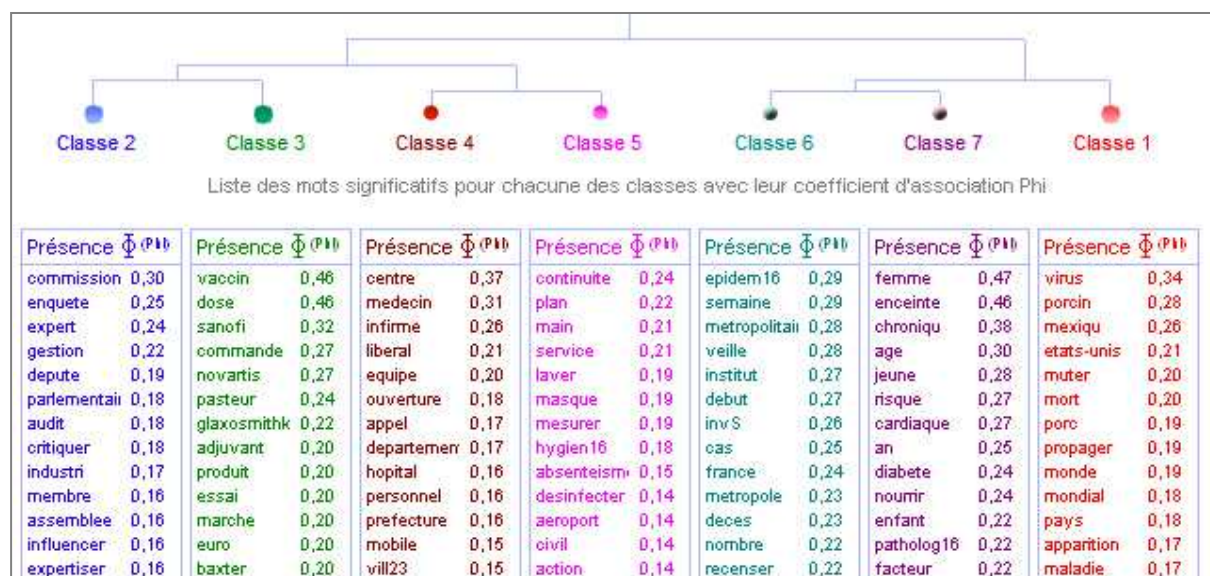 Classe 2 Classe 3 Classe 4 Classe 5 Classe 6 Classe 7 Classe 1
Liste des mots significatifs pour chacune des classes avec leur coefficient d'association Phi
Présence Φ (Phi) Présence Φ (Phi) Présence Φ (Phi) Présence Φ (Phi) Présence Φ (Phi) Présence Φ (Phi) Présence Φ (Phi)
commission 0,30 vaccin 0,46 centre 0,37 continuite 0,24 epidem16 0,29 femme 0,47 virus 0,34
enquete 0,25 dose 0,46 medecin 0,31 plan 0,22 semaine 0,29 enceinte 0,46 porcin 0,28
expert 0,24 sanofi 0,32 infirme 0,26 main 0,21 metropolitai 0,28 chroniqu 0,38 mexiqu 0,26
gestion 0,22 commande 0,27 liberal 0,21 service 0,21 veille 0,28 age 0,30 etats-unis 0,21
depute 0,19 novartis 0,27 equipe 0,20 laver 0,19 institut 0,27 jeune 0,28 muter 0,20
parlementai 0,18 pasteur 0,24 ouverture 0,18 masque 0,19 debut 0,27 risque 0,27 mort 0,20
audit 0,18 glaxosmithk 0,22 appel 0,17 mesurer 0,19 invS 0,26 cardiaque 0,27 porc 0,19
critiquer 0,18 adjuvant 0,20 departemen 0,17 hygien16 0,18 cas 0,25 an 0,25 propager 0,19
industri 0,17 produit 0,20 hopital 0,16 absenteism 0,15 france 0,24 diabete 0,24 monde 0,19
membre 0,16 essai 0,20 personnel 0,16 desinfecter 0,14 metropole 0,23 nourrir 0,24 mondial 0,18
assemblee 0,16 marche 0,20 prefecture 0,16 aeroport 0,14 deces 0,23 enfant 0,22 pays 0,18
influencer 0,16 euro 0,20 mobile 0,15 civil 0,14 nombre 0,22 patholog16 0,22 apparition 0,17
expertiser 0,16 baxter 0,20 vill23 0,15 action 0,14 recenser 0,22 facteur 0,22 maladie 0,17